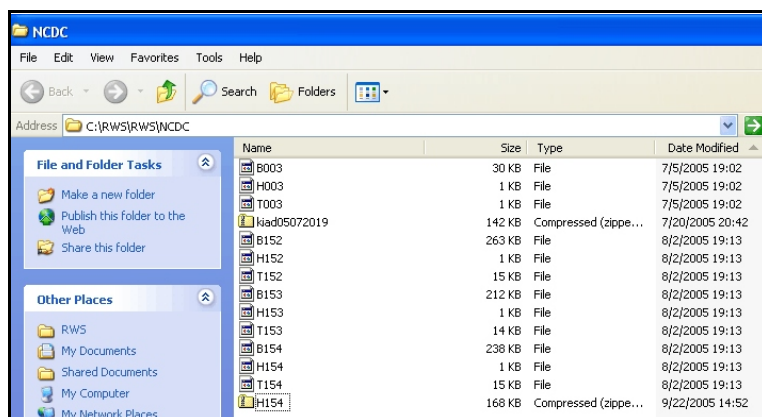 NCDC
File Edit View Favorites Tools Help
Back Search Folders
Address C:\RWS\RWS\NCDC
File and Folder Tasks
Make a new folder
Publish this folder to the
Web
Share this folder
Other Places
RWS
My Documents
Shared Documents
My Computer
My Network Places
Name Size Type Date Modified
B003 30 KB File 7/5/2005 19:02
H003 1 KB File 7/5/2005 19:02
T003 1 KB File 7/5/2005 19:02
kiad05072019 142 KB Compressed (zippe... 7/20/2005 20:42
B152 263 KB File 8/2/2005 19:13
H152 1 KB File 8/2/2005 19:13
T152 15 KB File 8/2/2005 19:13
B153 212 KB File 8/2/2005 19:13
H153 1 KB File 8/2/2005 19:13
T153 14 KB File 8/2/2005 19:13
B154 238 KB File 8/2/2005 19:13
H154 1 KB File 8/2/2005 19:13
T154 15 KB File 8/2/2005 19:13
H154 168 KB Compressed (zippe... 9/22/2005 14:52